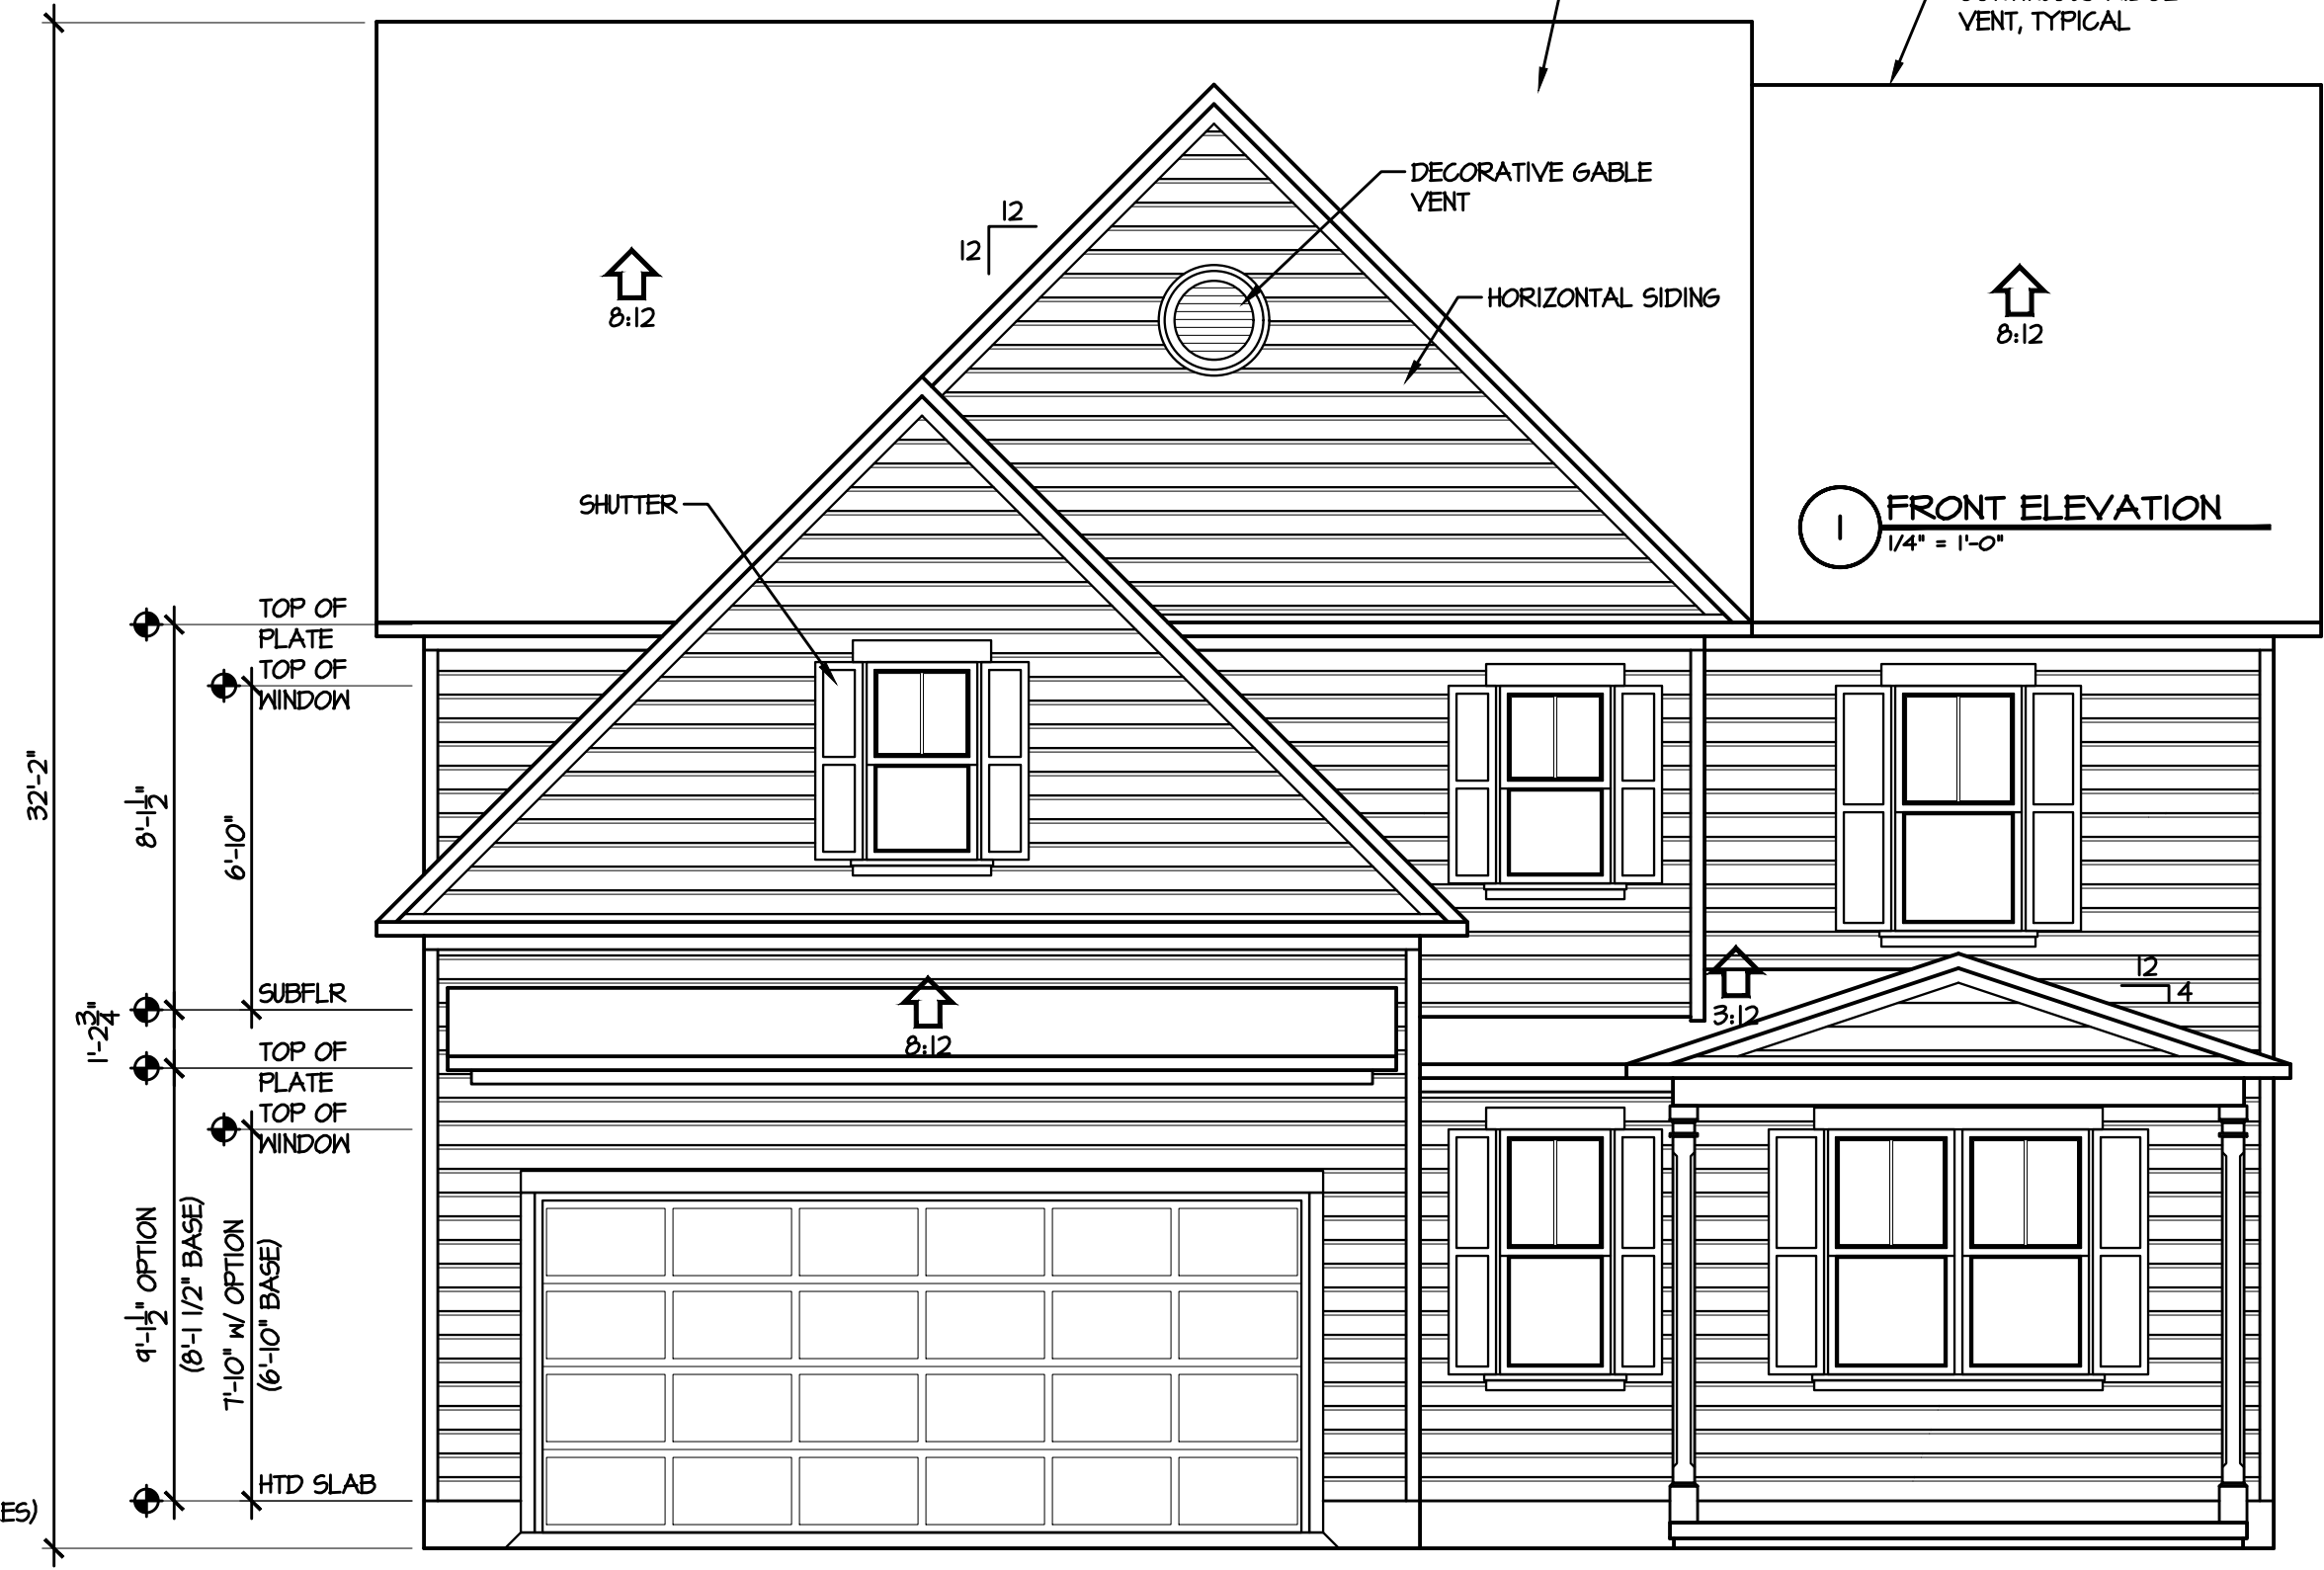 VENT, TYPICAL
DECORATIVE GABLE
VENT
12
12
HORIZONTAL SIDING
8:12
8:12
SHUTTER
1
FRONT ELEVATION
1/4" = 1'-0"
TOP OF
PLATE
TOP OF
WINDOW
32'-2"
8'-1 1/2"
6'-10"
SUBFLR
1'-2 3/4"
TOP OF
PLATE
TOP OF
WINDOW
8:12
3:12
12
4
9'-1 1/2" OPTION
(8'-1 1/2" BASE)
7'-10" W/ OPTION
(6'-10" BASE)
HTD SLAB
ES)